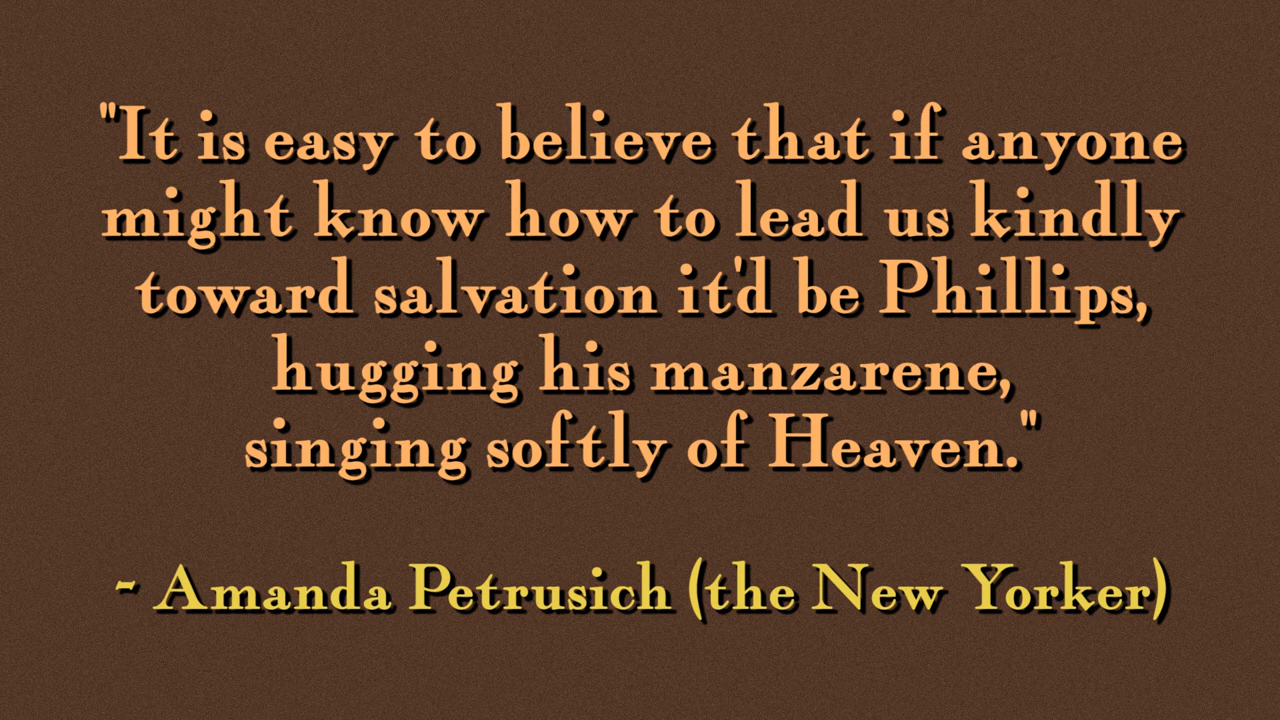 "It is easy to believe that if anyone
might know how to lead us kindly
toward salvation it'd be Phillips,
hugging his manzarene,
singing softly of Heaven."
- Amanda Petrusich (the New Yorker)